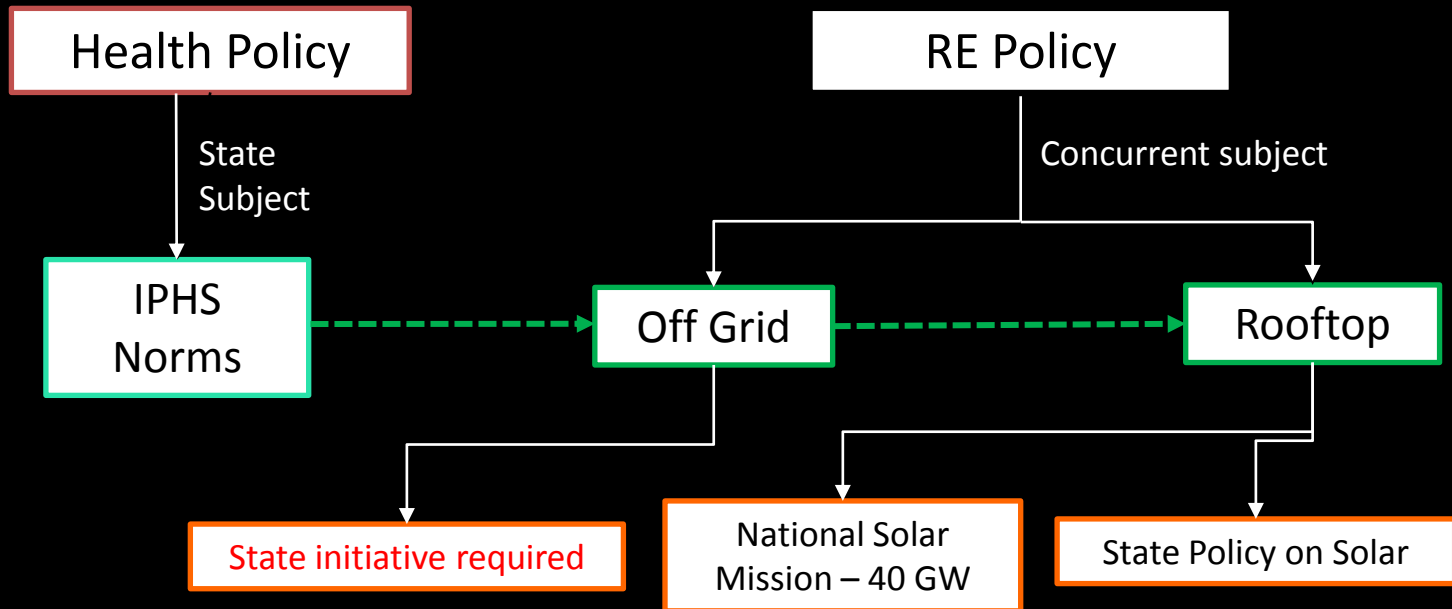 Health Policy
RE Policy
State
Subject
Concurrent subject
IPHS
Norms
Off Grid
Rooftop
State initiative required
National Solar
Mission – 40 GW
State Policy on Solar